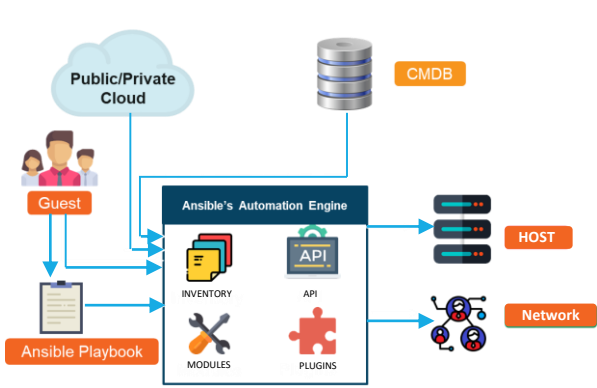 Public/Private
Cloud
CMDB
Guest
Ansible's Automation Engine
HOST
API
INVENTORY
API
Network
Ansible Playbook
MODULES
PLUGINS